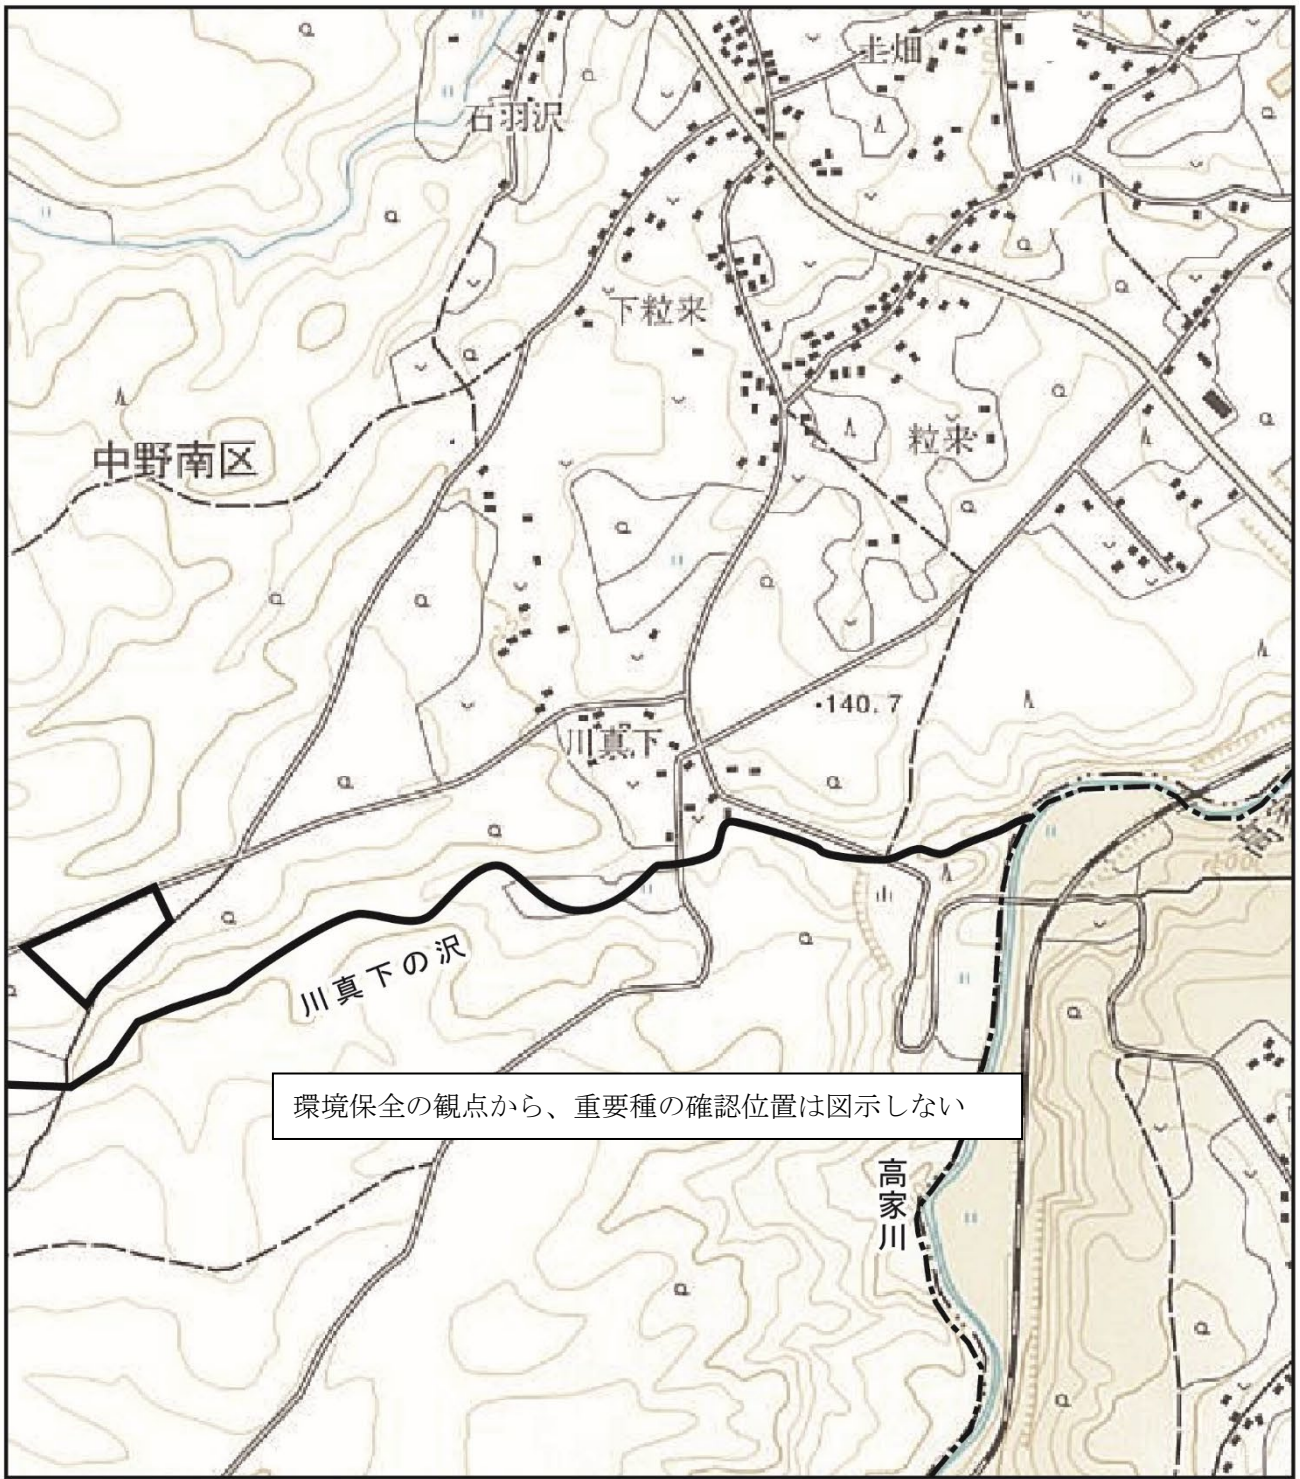 土畑
石羽沢
下粒来
中野南区
粒来
・140.7
川真下
高
100
川真下の沢
環境保全の観点から、重要種の確認位置は図示しない
高家川